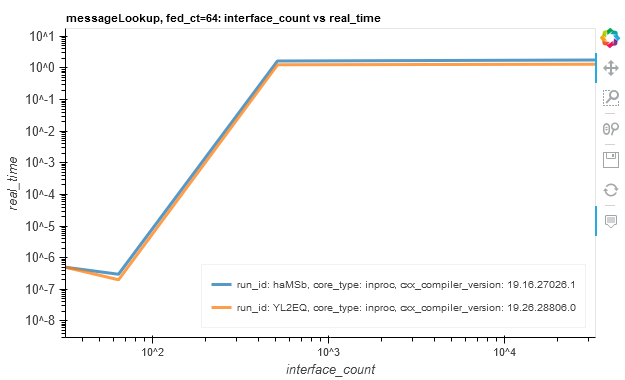 messageLookup, fed_ct=64: interface_count vs real_time
10^1
10^0
10^-1
10^-2
10^-3
10^-4
10^-5
10^-6
10^-7
10^-8
real_time
run_id: haMSb, core_type: inproc, cxx_compiler_version: 19.16.27026.1
run_id: YL2EQ, core_type: inproc, cxx_compiler_version: 19.26.28806.0
10^2
10^3
10^4
interface_count